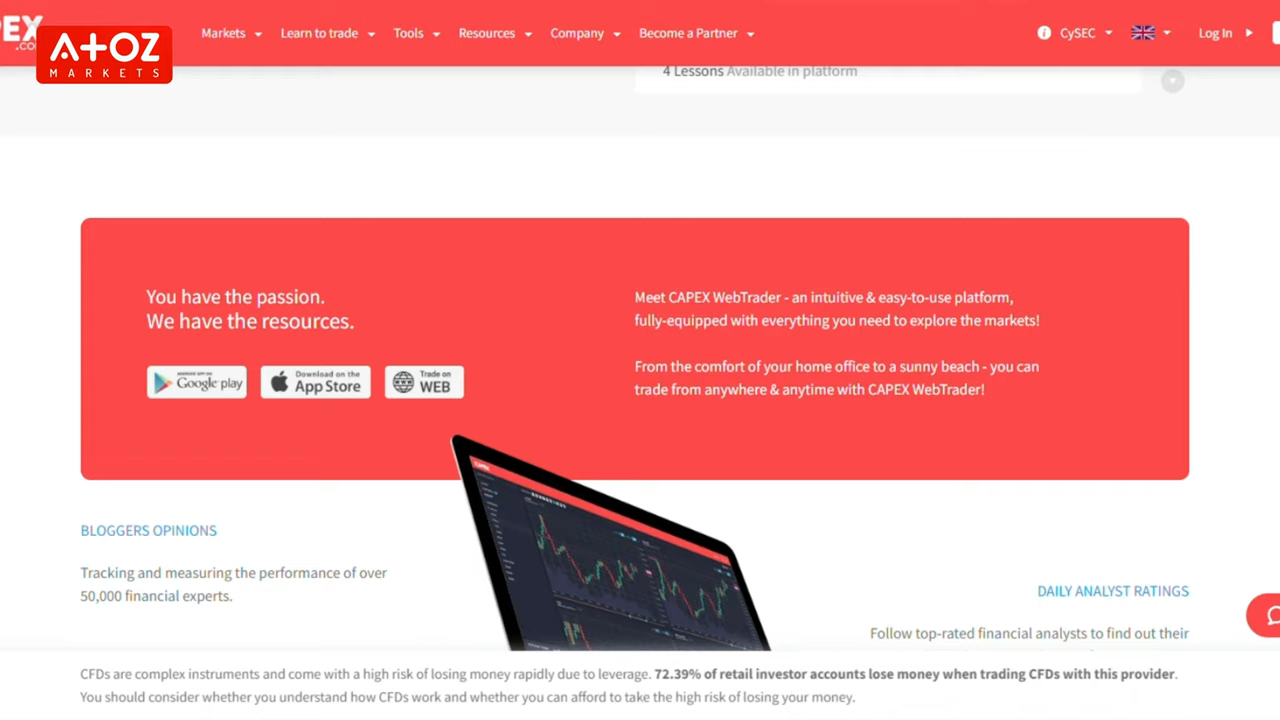 PEX
.CO
A+OZ
MARKETS
Markets
Learn to trade
Tools
Resources
Company
Become a Partner
CySEC
Log In
4 Lessons Available in platform
You have the passion.
We have the resources.
ANDROID APP ON
Google play
Download on the
App Store
Trade on
WEB
Meet CAPEX WebTrader - an intuitive & easy-to-use platform,
fully-equipped with everything you need to explore the markets!
From the comfort of your home office to a sunny beach - you can
trade from anywhere & anytime with CAPEX WebTrader!
BLOGGERS OPINIONS
Tracking and measuring the performance of over
50,000 financial experts.
DAILY ANALYST RATINGS
Follow top-rated financial analysts to find out their
CFDs are complex instruments and come with a high risk of losing money rapidly due to leverage. 72.39% of retail investor accounts lose money when trading CFDs with this provider.
You should consider whether you understand how CFDs work and whether you can afford to take the high risk of losing your money.